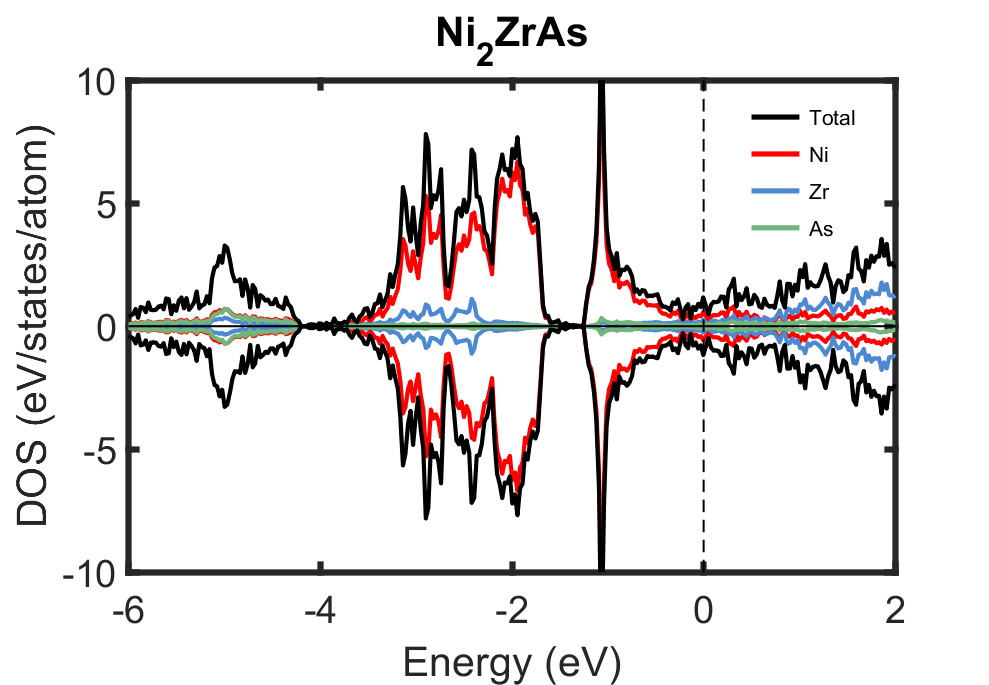 Ni2ZrAs
10
5
0
-5
-10
DOS (eV/states/atom)
Total
Ni
Zr
As
-6 -4 -2 0 2
Energy (eV)